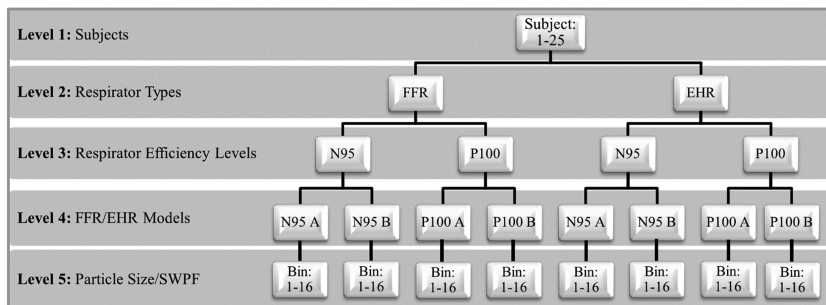 Level 1: Subjects
Subject:
1-25
Level 2: Respirator Types
FFR
EHR
Level 3: Respirator Efficiency Levels
N95
P100
N95
P100
Level 4: FFR/EHR Models
N95 A
N95 B
P100 A
P100 B
N95 A
N95 B
P100 A
P100 B
Level 5: Particle Size/SWPF
Bin:
1-16
Bin:
1-16
Bin:
1-16
Bin:
1-16
Bin:
1-16
Bin:
1-16
Bin:
1-16
Bin:
1-16